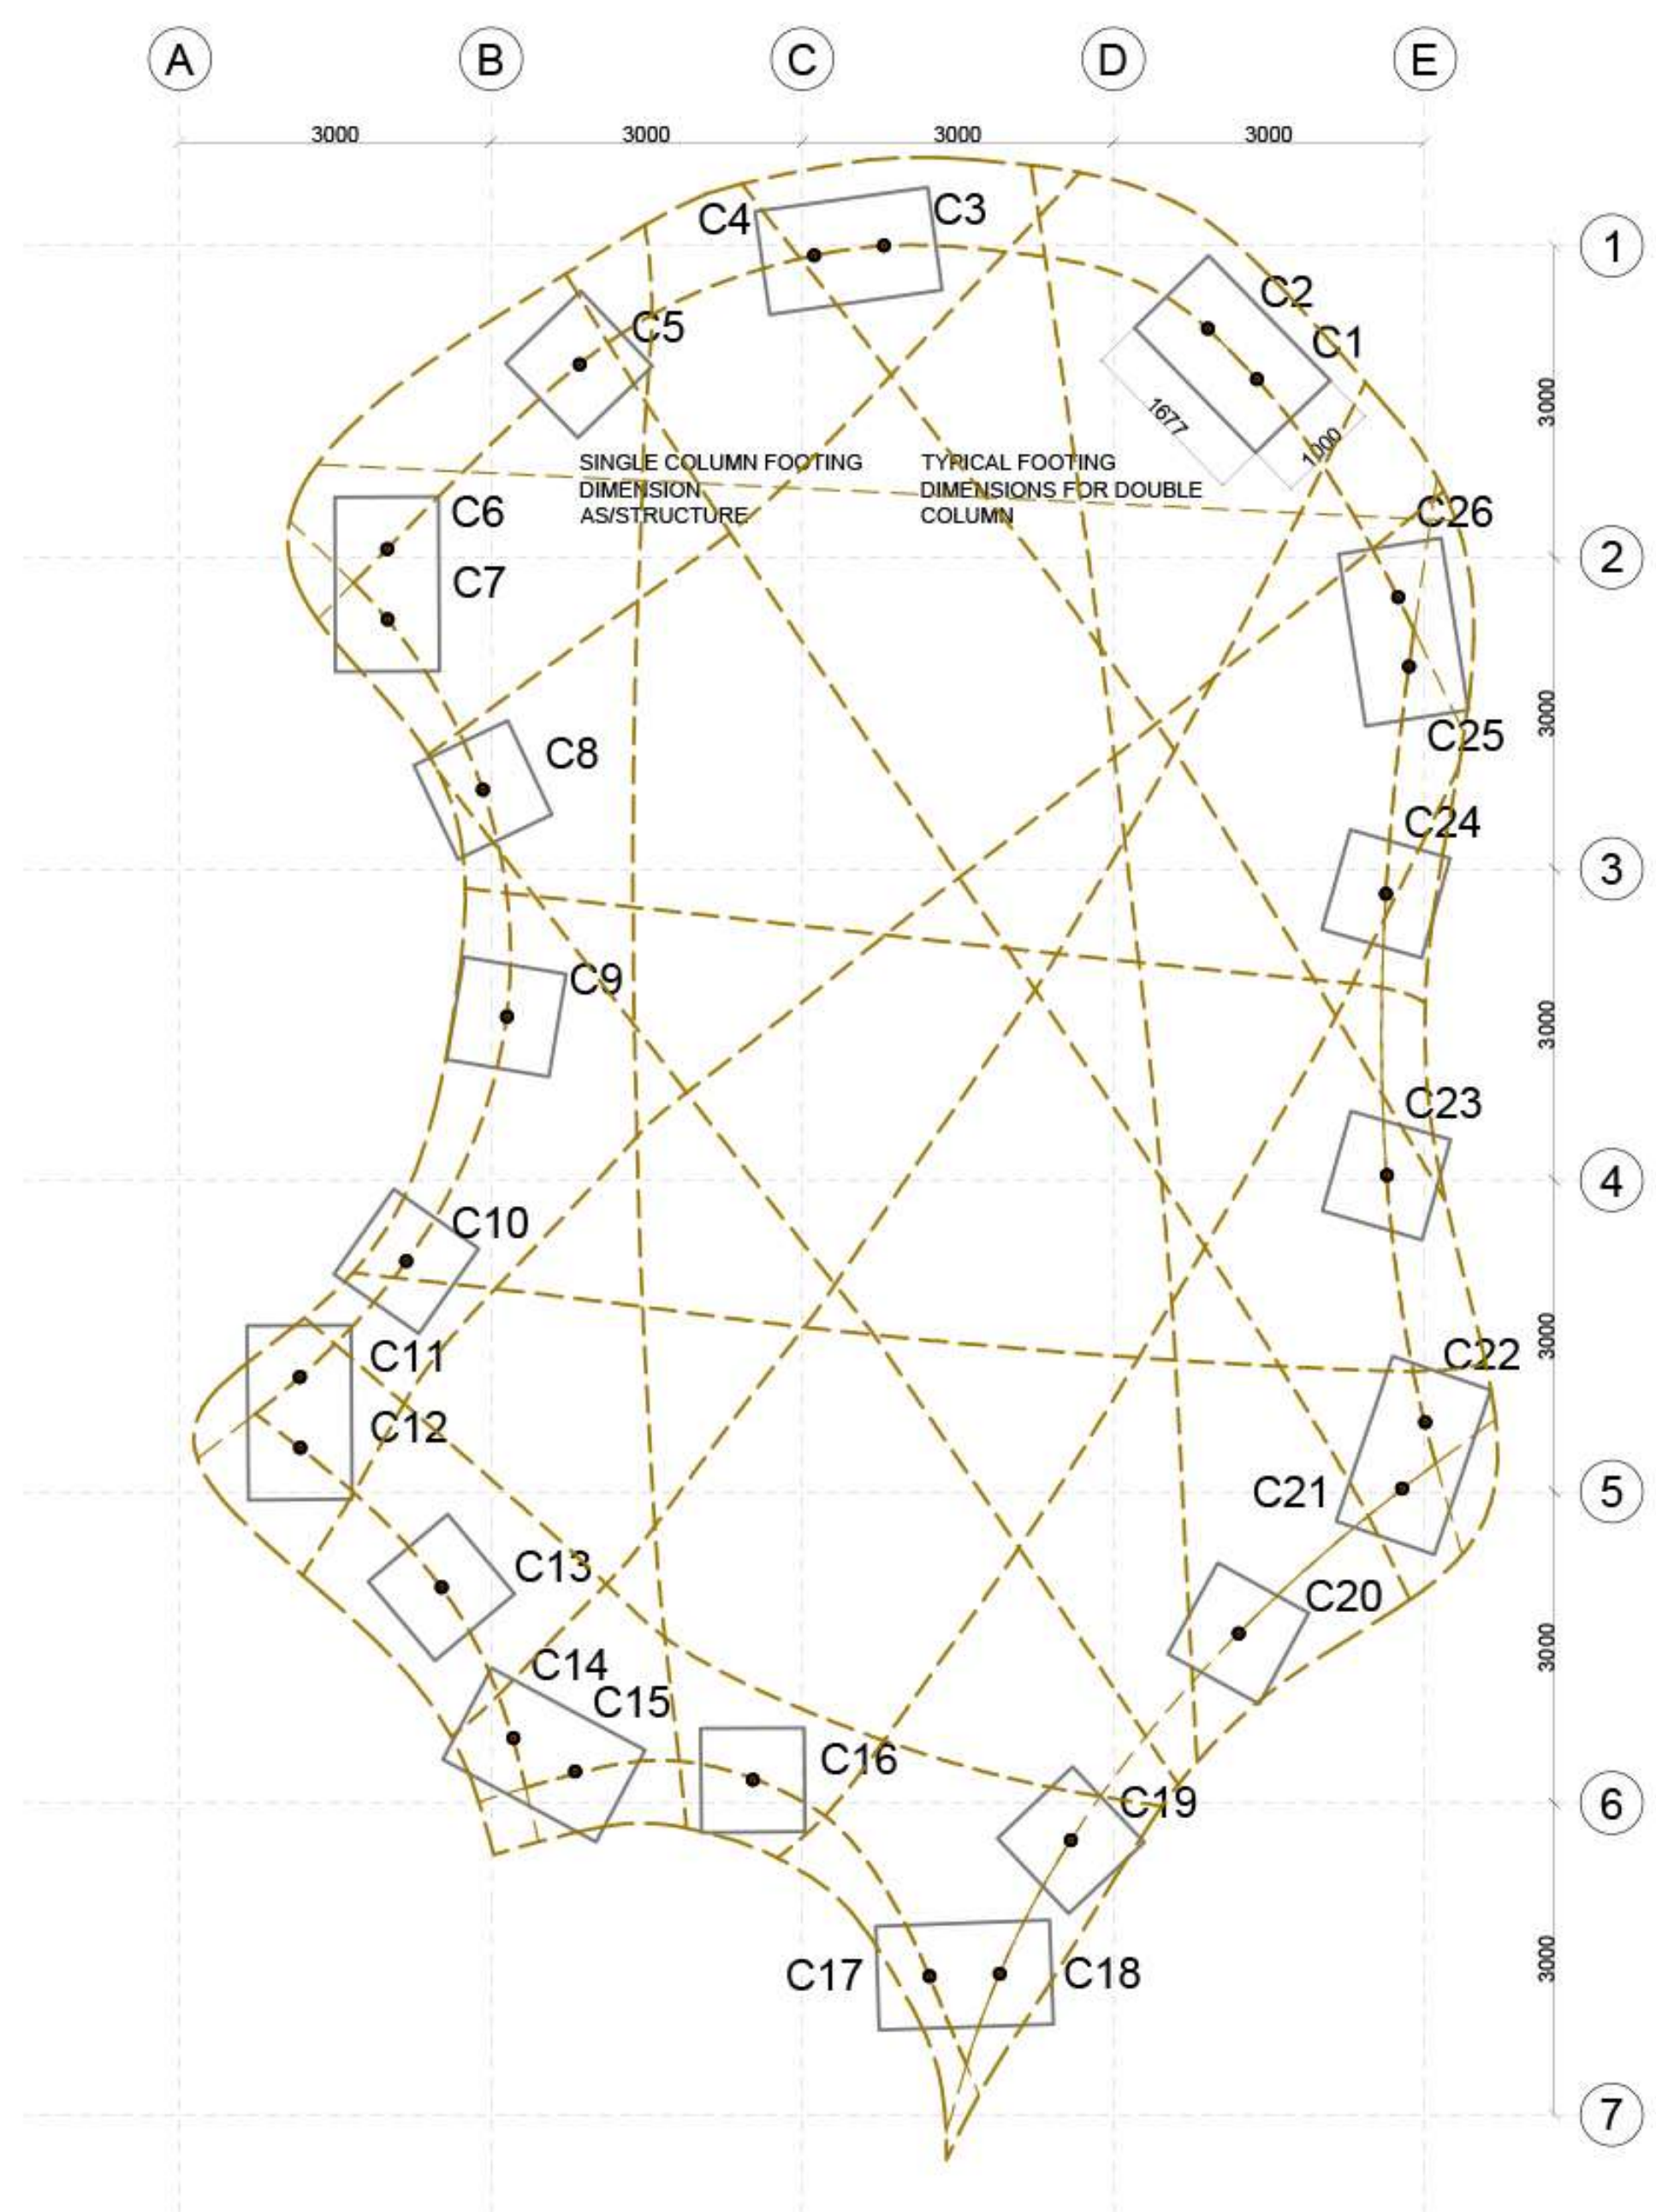 A B C D E
3000 3000 3000 3000
C4 C3
1
C2
C5 C1
3000
1677 1000
SINGLE COLUMN FOOTING
DIMENSION
AS/STRUCTURE
TYPICAL FOOTING
DIMENSIONS FOR DOUBLE
COLUMN
C6 C26
2
C7
3000
C25
C8
C24
3
C9
3000
C23
4
C10
3000
C11 C22
C12
C21 5
C13 C20
3000
C14
C15
C16
6
C19
3000
C17 C18
7